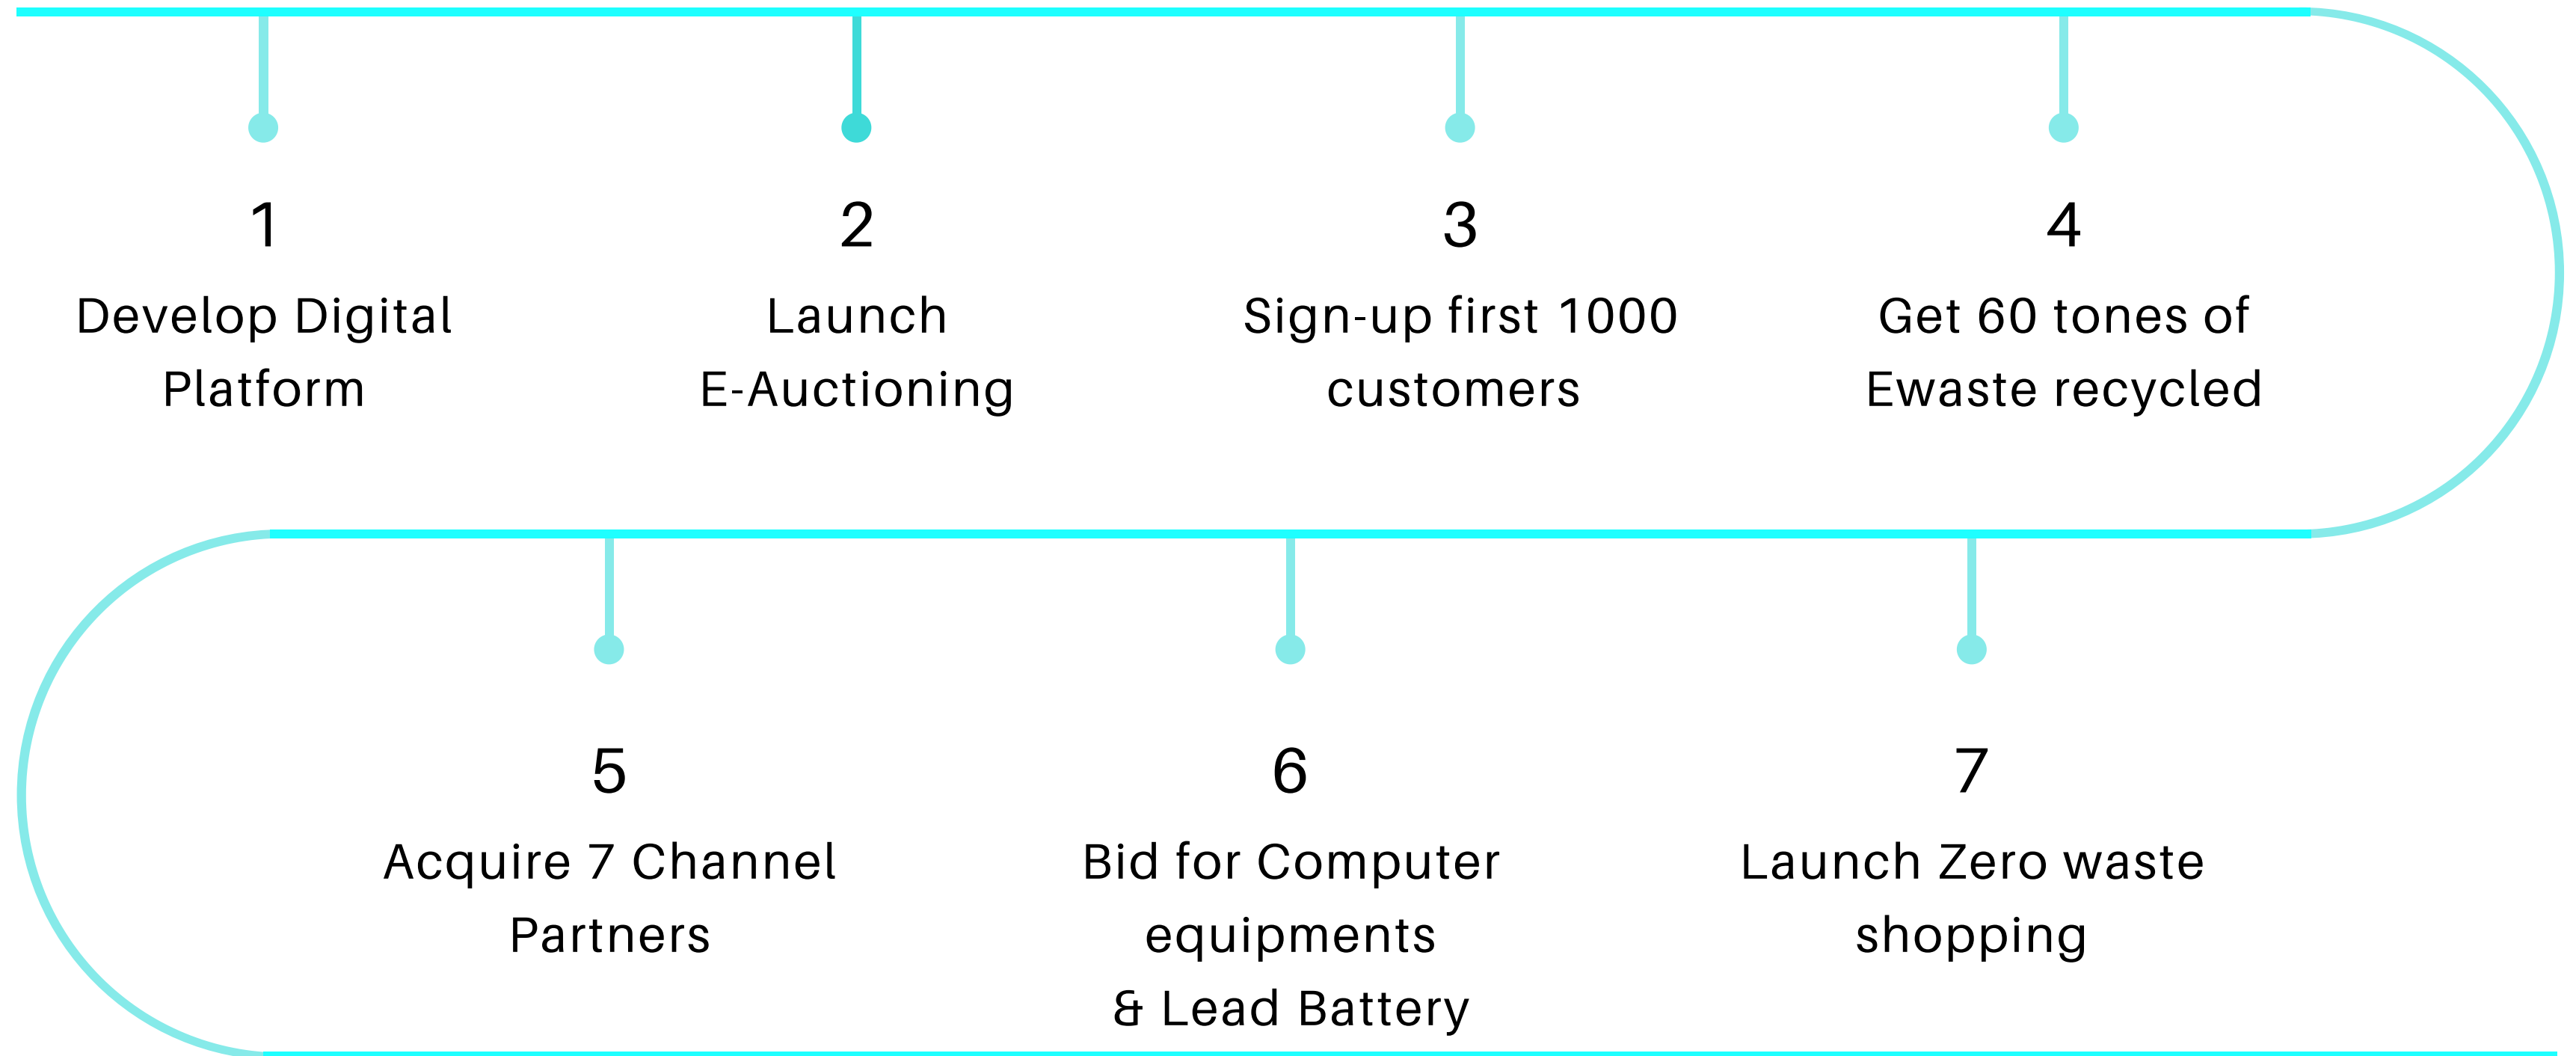 1
Develop Digital
Platform
2
Launch
E-Auctioning
3
Sign-up first 1000
customers
4
Get 60 tones of
Ewaste recycled
5
Acquire 7 Channel
Partners
6
Bid for Computer
equipments
& Lead Battery
7
Launch Zero waste
shopping